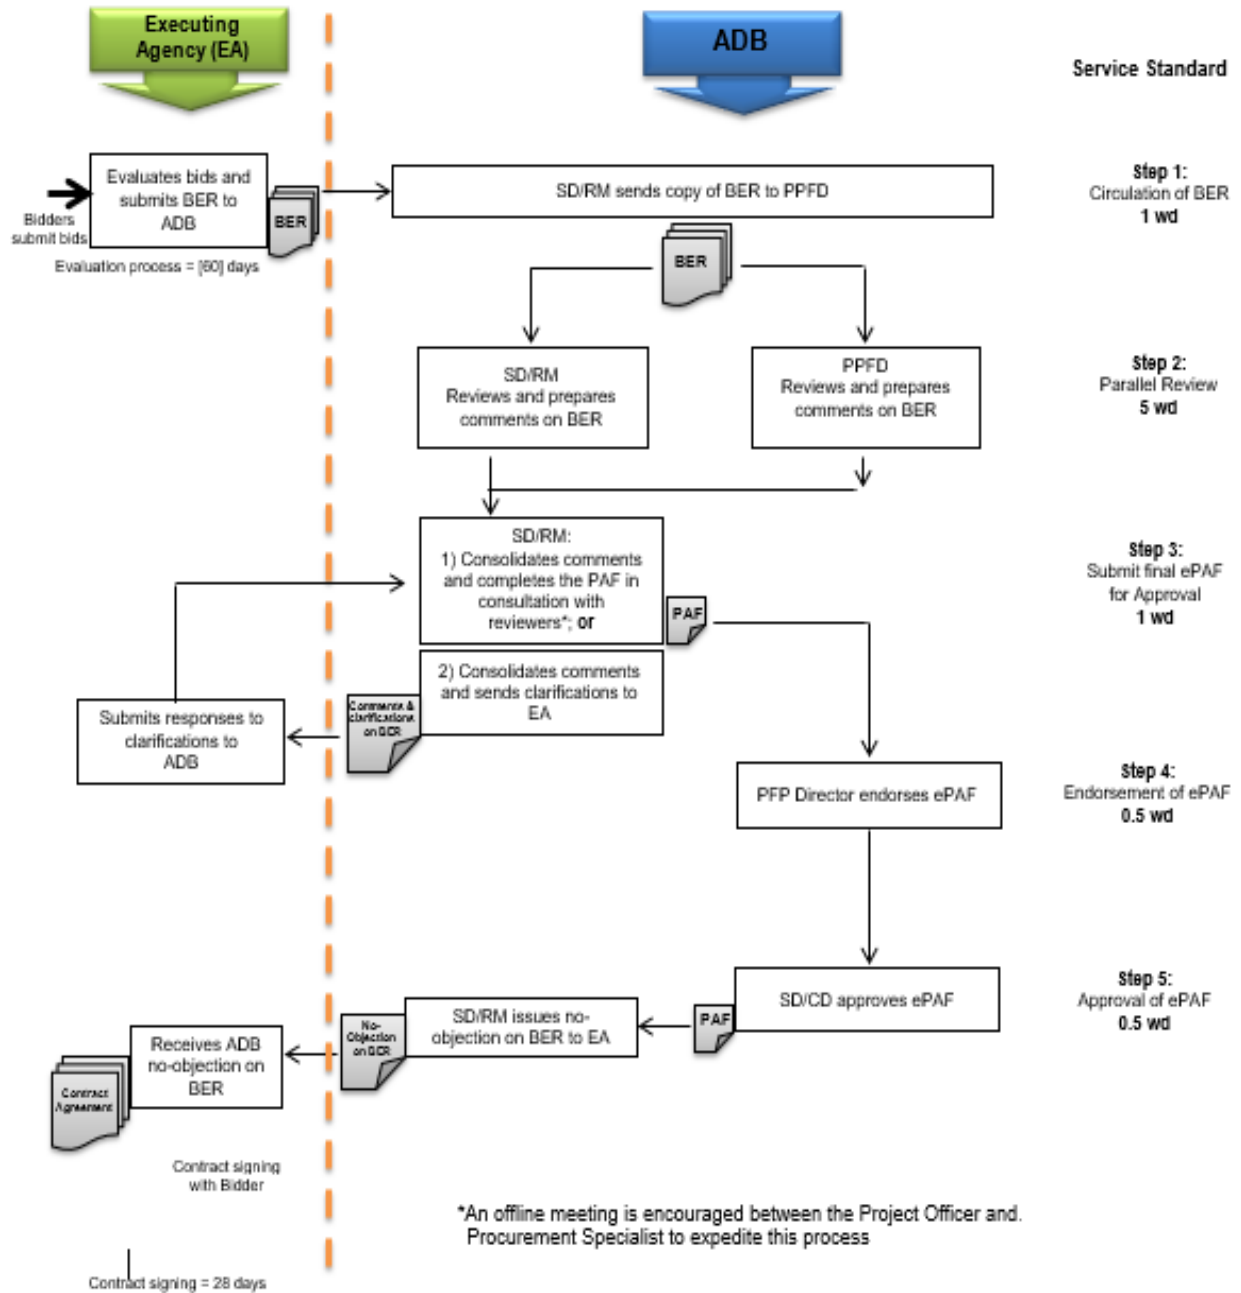 Executing
Agency (EA)
ADB
Service Standard
Evaluates bids and
submits BER to
ADB
BER
Bidders
submit bids
Evaluation process = [60] days
SD/RM sends copy of BER to PPFD
Step 1:
Circulation of BER
1 wd
BER
SD/RM
Reviews and prepares
comments on BER
PPFD
Reviews and prepares
comments on BER
Step 2:
Parallel Review
5 wd
SD/RM:
1) Consolidates comments
and completes the PAF in
consultation with
reviewers*; or
PAF
Step 3:
Submit final ePAF
for Approval
1 wd
2) Consolidates comments
and sends clarifications to
EA
Comments &
clarifications
on BER
Submits responses to
clarifications to
ADB
PFP Director endorses ePAF
Step 4:
Endorsement of ePAF
0.5 wd
SD/CD approves ePAF
PAF
Step 5:
Approval of ePAF
0.5 wd
SD/RM issues no-
objection on BER to EA
No-
Objection
on BER
Receives ADB
no-objection on
BER
Contract
Agreement
Contract signing
with Bidder
*An offline meeting is encouraged between the Project Officer and.
Procurement Specialist to expedite this process
Contract signing = 28 days